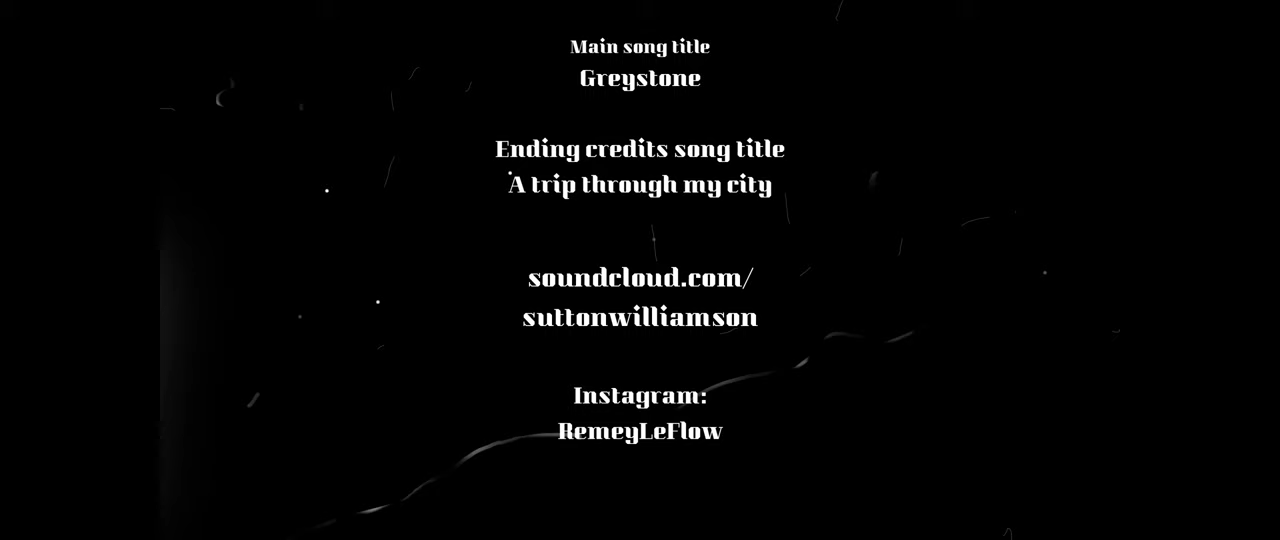 Main song title
Greystone
Ending credits song title
A trip through my city
soundcloud.com/
suttonwilliamson
Instagram:
RemeyLeFlow